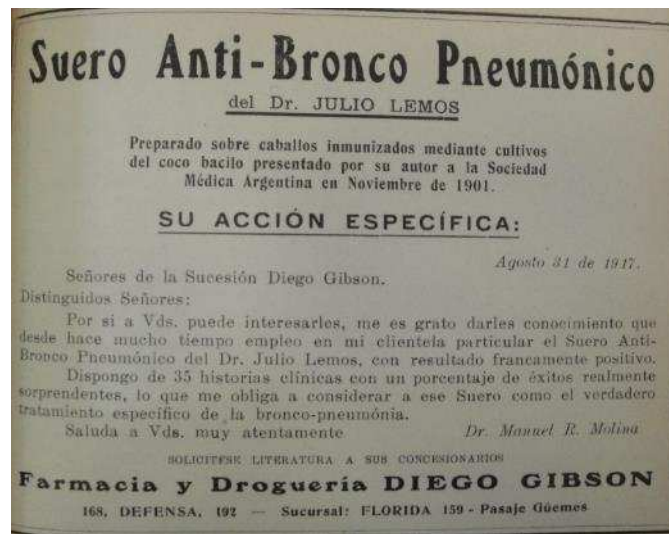 Suero Anti-Bronco Pneumónico
del Dr. JULIO LEMOS
Preparado sobre caballos inmunizados mediante cultivos
del coco bacilo presentado por su autor a la Sociedad
Médica Argentina en Noviembre de 1901.
SU ACCIÓN ESPECÍFICA:
Agosto 31 de 1917.
Señores de la Sucesión Diego Gibson.
Distinguidos Señores:
Por si a Vds. puede interesarles, me es grato darles conocimiento que
desde hace mucho tiempo empleo en mi clientela particular el Suero Anti-
Bronco Pneumónico del Dr. Julio Lemos, con resultado francamente positivo.
Dispongo de 35 historias clínicas con un porcentaje de éxitos realmente
sorprendentes, lo que me obliga a considerar a ese Suero como el verdadero
tratamiento específico de la bronco-pneumónia.
Saluda a Vds. muy atentamente Dr. Manuel R. Molina
SOLICITESE LITERATURA A SUS CONCESIONARIOS
Farmacia y Droguería DIEGO GIBSON
168, DEFENSA, 192 — Sucursal: FLORIDA 159 - Pasaje Güemes